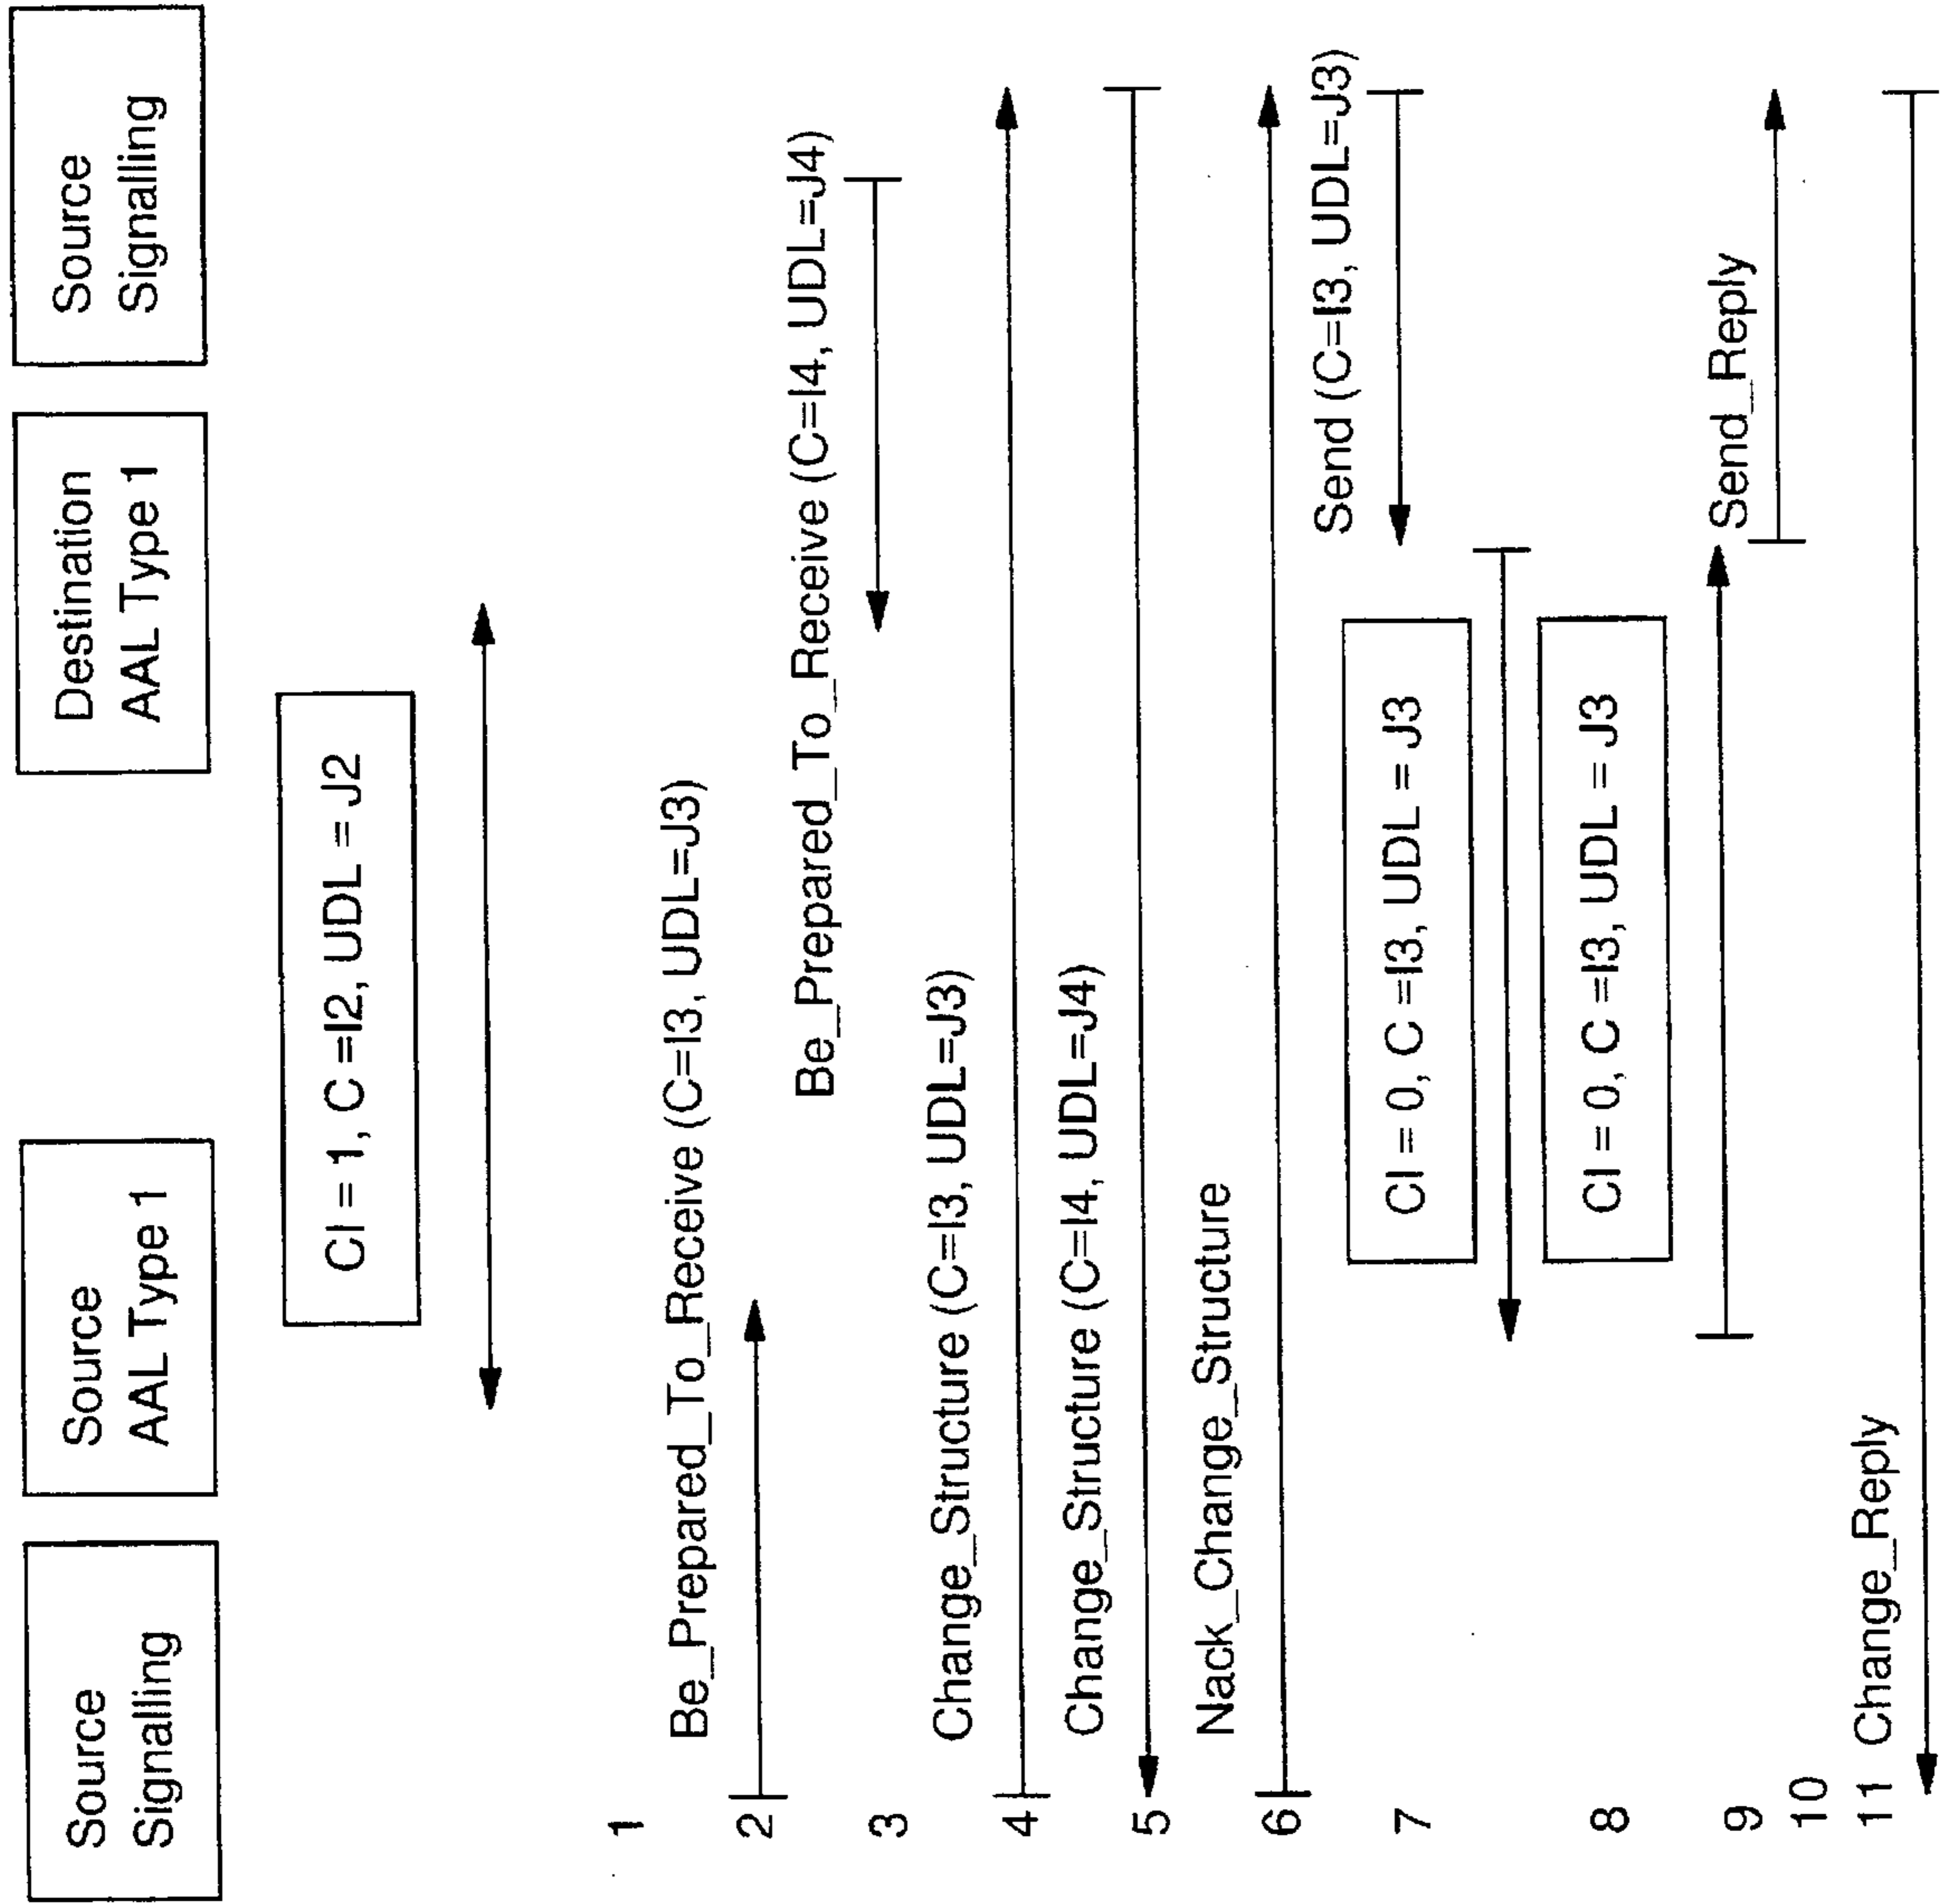 Source
Signalling
Source
AAL Type 1
Destination
AAL Type 1
Source
Signalling
CI = 1, C =I2, UDL = J2
1
Be_Prepared_To_Receive (C=I3, UDL=J3)
2
Be_Prepared_To_Receive (C=I4, UDL=J4)
3
Change_Structure (C=I3, UDL=J3)
4
Change_Structure (C=I4, UDL=J4)
5
Nack_Change_Structure
6
Send (C=I3, UDL=J3)
7
CI = 0, C =I3, UDL = J3
8
CI = 0, C =I3, UDL = J3
9
Send_Reply
10
11 Change_Reply